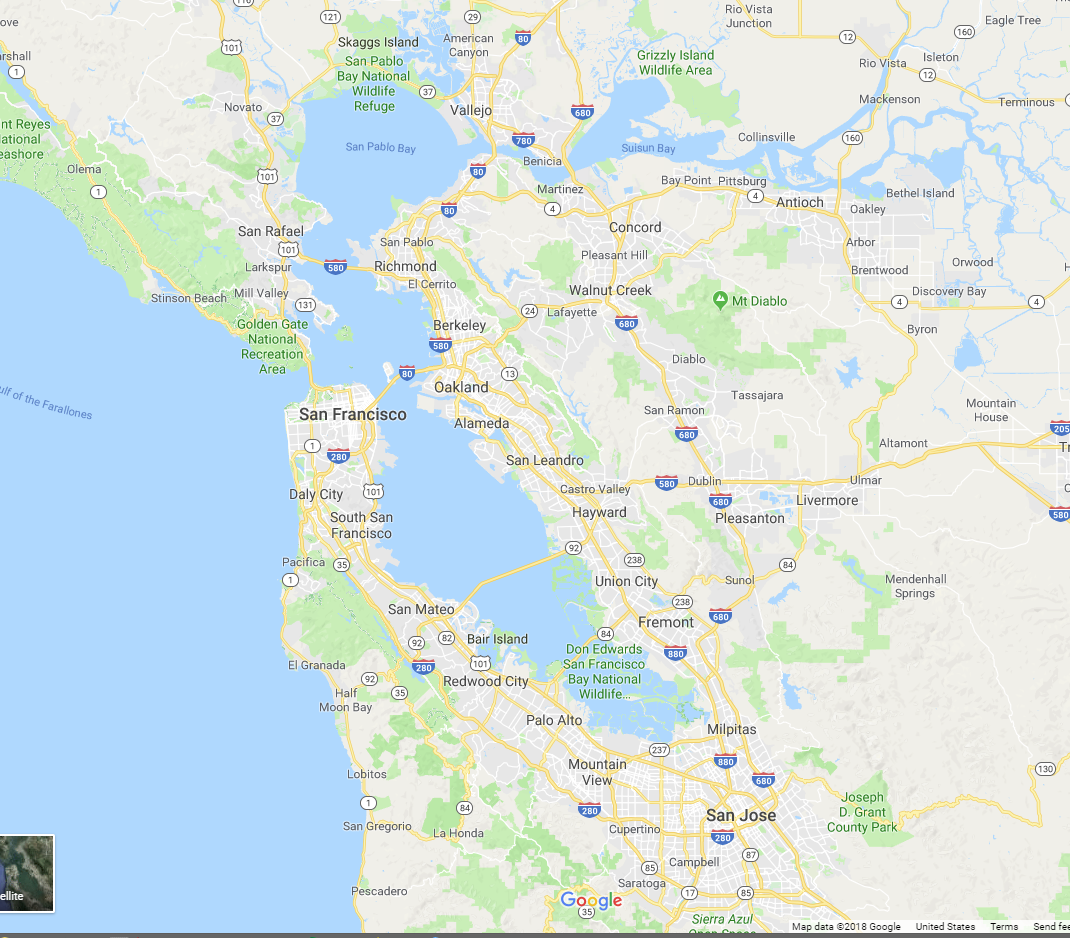 116
121
29
Rio Vista
Junction
Eagle Tree
101
Skaggs Island
American
Canyon
80
12
160
San Pablo
Bay National
Wildlife
Refuge
Grizzly Island
Wildlife Area
Rio Vista
Isleton
12
1
37
Novato
37
Vallejo
680
Mackenson
Terminous
780
Collinsville
160
San Pablo Bay
Suisun Bay
Benicia
Olema
101
80
1
Martinez
Bay Point
Pittsburg
4
Antioch
Bethel Island
4
80
Oakley
San Rafael
101
San Pablo
Concord
Arbor
Larkspur
580
Richmond
Pleasant Hill
Orwood
Brentwood
El Cerrito
Stinson Beach
Mill Valley
131
Walnut Creek
Discovery Bay
4
4
Mt Diablo
24
Lafayette
Golden Gate
National
Recreation
Area
Berkeley
680
Byron
580
Diablo
80
13
Oakland
Tassajara
Gulf of the Farallones
San Francisco
Alameda
San Ramon
Mountain
House
1
280
680
205
Altamont
San Leandro
Daly City
101
Castro Valley
580
Dublin
Ulmar
680
Livermore
South San
Francisco
Hayward
Pleasanton
580
92
Pacifica
35
238
84
1
Union City
Sunol
Mendenhall
Springs
San Mateo
238
680
92
82
Bair Island
84
Fremont
El Granada
280
101
Don Edwards
San Francisco
Bay National
Wildlife...
880
92
35
Redwood City
Half
Moon Bay
Palo Alto
Milpitas
237
Lobitos
Mountain
View
880
680
130
1
84
280
San Jose
Joseph
D. Grant
County Park
San Gregorio
La Honda
Cupertino
280
87
85
Campbell
Pescadero
Saratoga
17
85
Google
35
Sierra Azul
Open Space
Map data ©2018 Google
United States
Terms